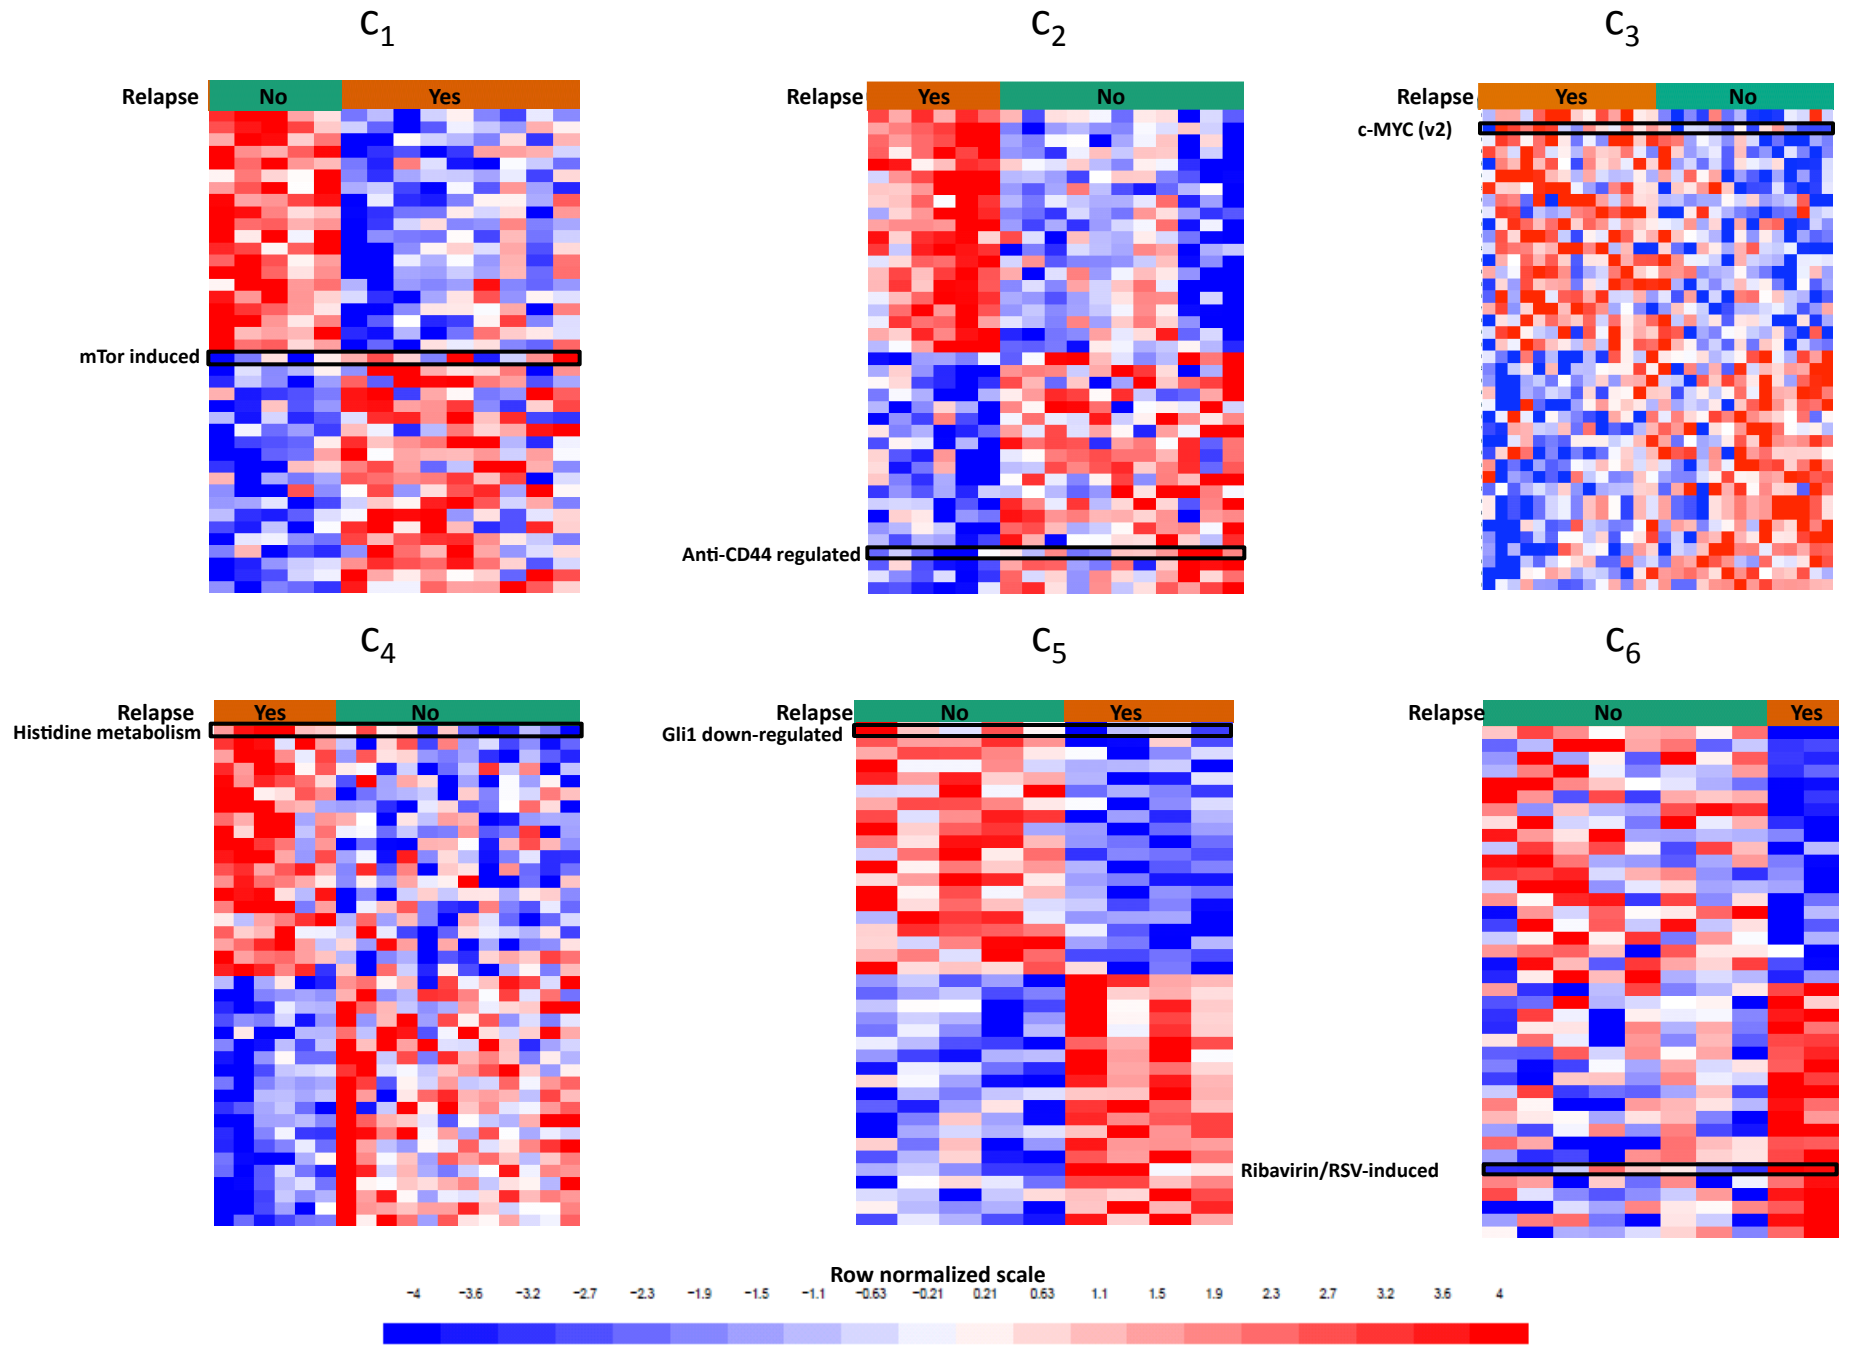 C1
C2
C3
Relapse No Yes
Relapse Yes No
Relapse Yes No
c-MYC (v2)
mTor induced
Anti-CD44 regulated
C4
C5
C6
Relapse Yes No
Relapse No Yes
Relapse No Yes
Histidine metabolism
Gli1 down-regulated
Ribavirin/RSV-induced
Row normalized scale
−4 −3.6 −3.2 −2.7 −2.3 −1.9 −1.5 −1.1 −0.63 −0.21 0.21 0.63 1.1 1.5 1.9 2.3 2.7 3.2 3.6 4